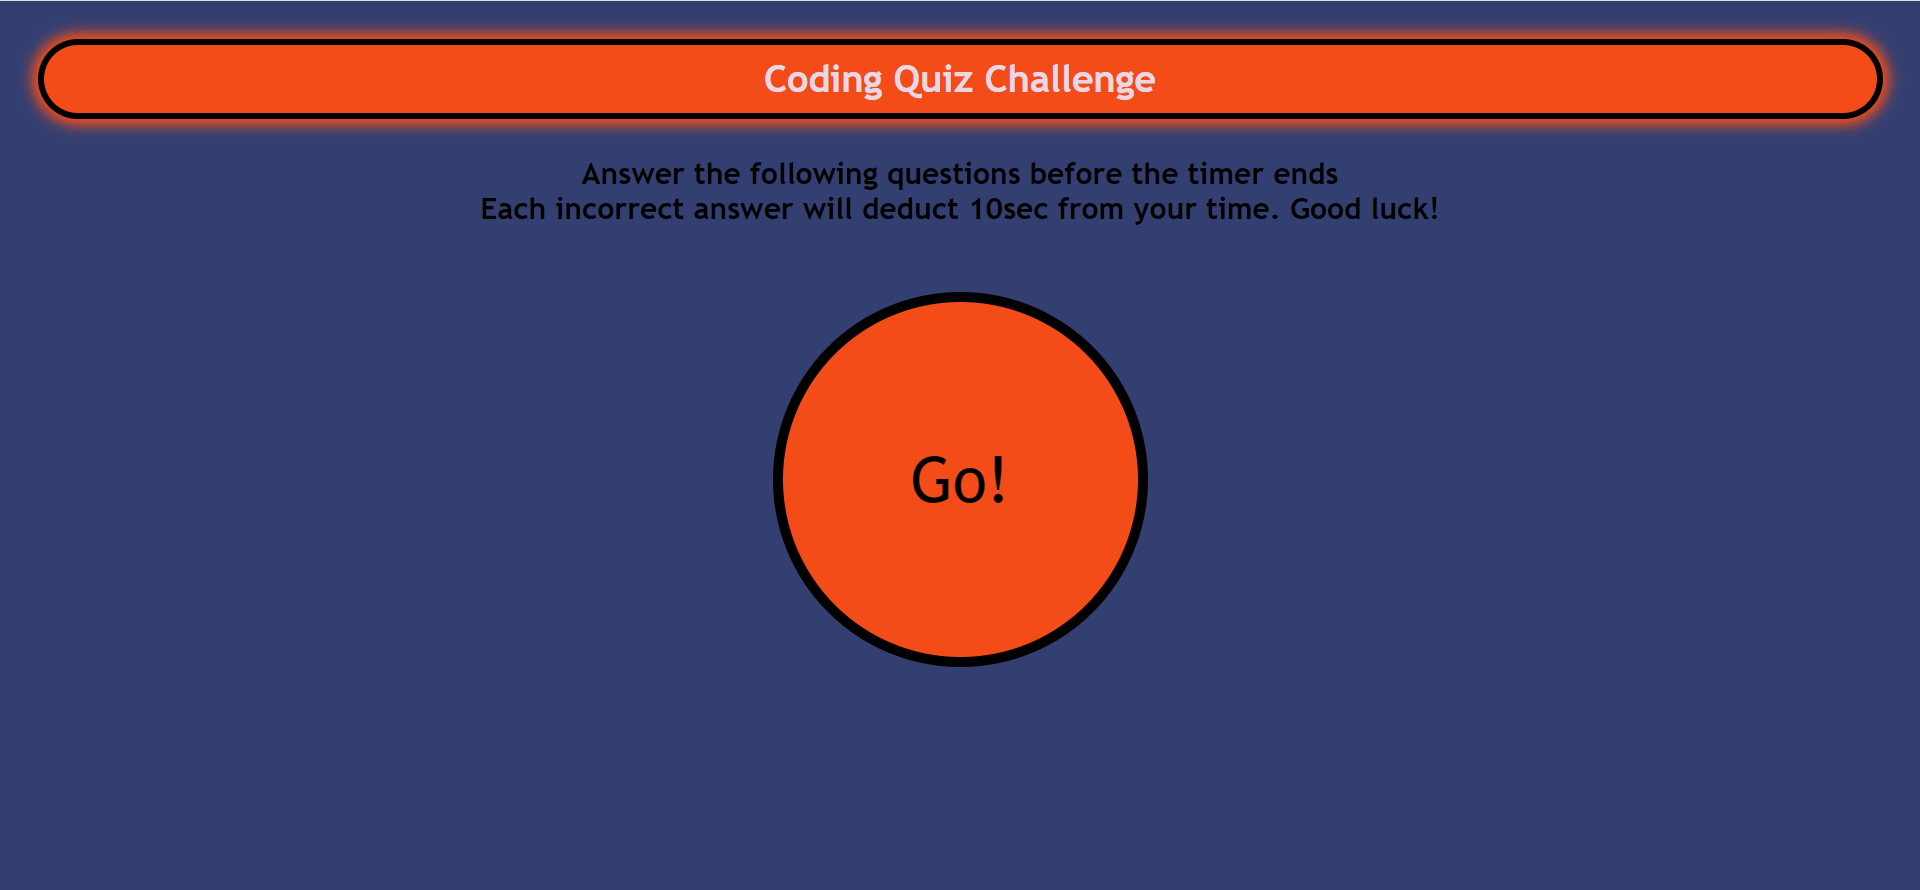 Coding Quiz Challenge
Answer the following questions before the timer ends
Each incorrect answer will deduct 10sec from your time. Good luck!
Go!